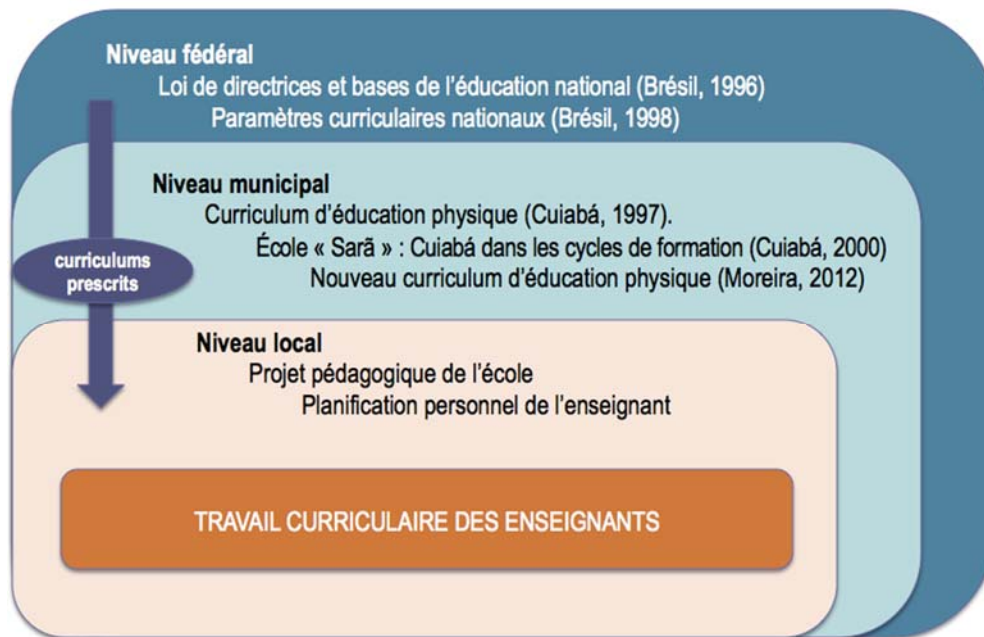 Niveau fédéral
Loi de directrices et bases de l'éducation national (Brésil, 1996)
Paramètres curriculaires nationaux (Brésil, 1998)
Niveau municipal
Curriculum d'éducation physique (Cuiabá, 1997).
École « Sarã » : Cuiabá dans les cycles de formation (Cuiabá, 2000)
Nouveau curriculum d'éducation physique (Moreira, 2012)
curriculums
prescrits
Niveau local
Projet pédagogique de l'école
Planification personnel de l'enseignant
TRAVAIL CURRICULAIRE DES ENSEIGNANTS